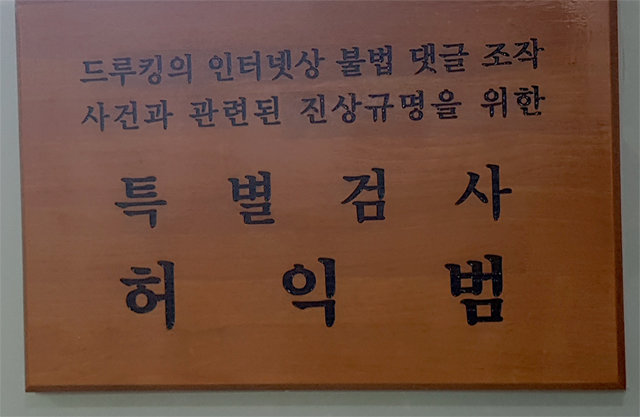 드루킹의 인터넷상 불법 댓글 조작
사건과 관련된 진상규명을 위한
특별검사
허익범